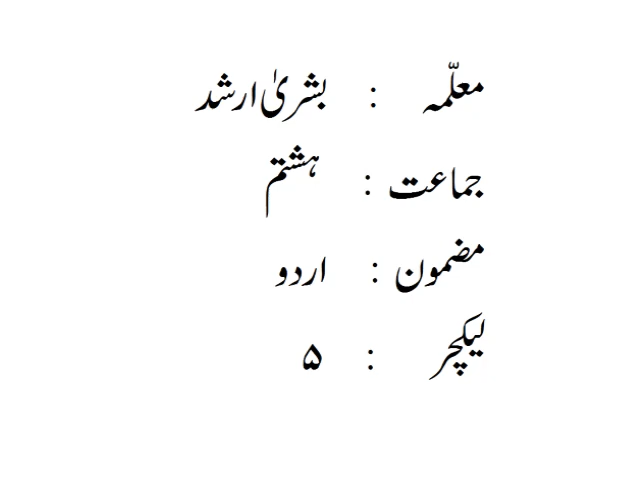 معلّمہ : بشریٰ ارشد
جماعت : ہشتم
مضمون : اردو
لیکچر : ۵